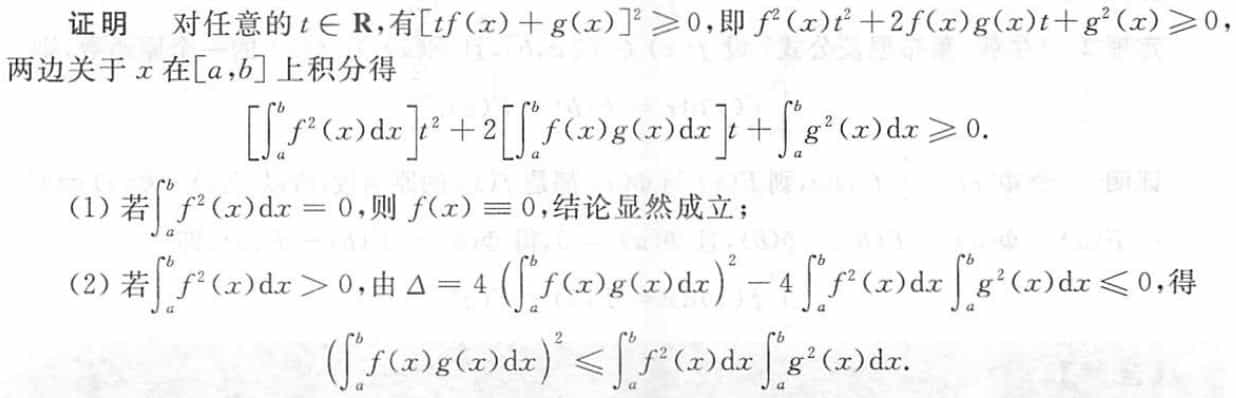 证明 对任意的 t∈R,有[tf(x)+g(x)]²≥0,即 f²(x)t²+2f(x)g(x)t+g²(x)≥0,
两边关于 x 在[a,b]上积分得
[∫ₐᵇ f²(x)dx]t²+2[∫ₐᵇ f(x)g(x)dx]t+∫ₐᵇ g²(x)dx≥0.
(1) 若∫ₐᵇ f²(x)dx=0,则 f(x)≡0,结论显然成立;
(2) 若∫ₐᵇ f²(x)dx>0,由 Δ=4(∫ₐᵇ f(x)g(x)dx)²-4∫ₐᵇ f²(x)dx∫ₐᵇ g²(x)dx≤0,得
(∫ₐᵇ f(x)g(x)dx)²≤∫ₐᵇ f²(x)dx∫ₐᵇ g²(x)dx.